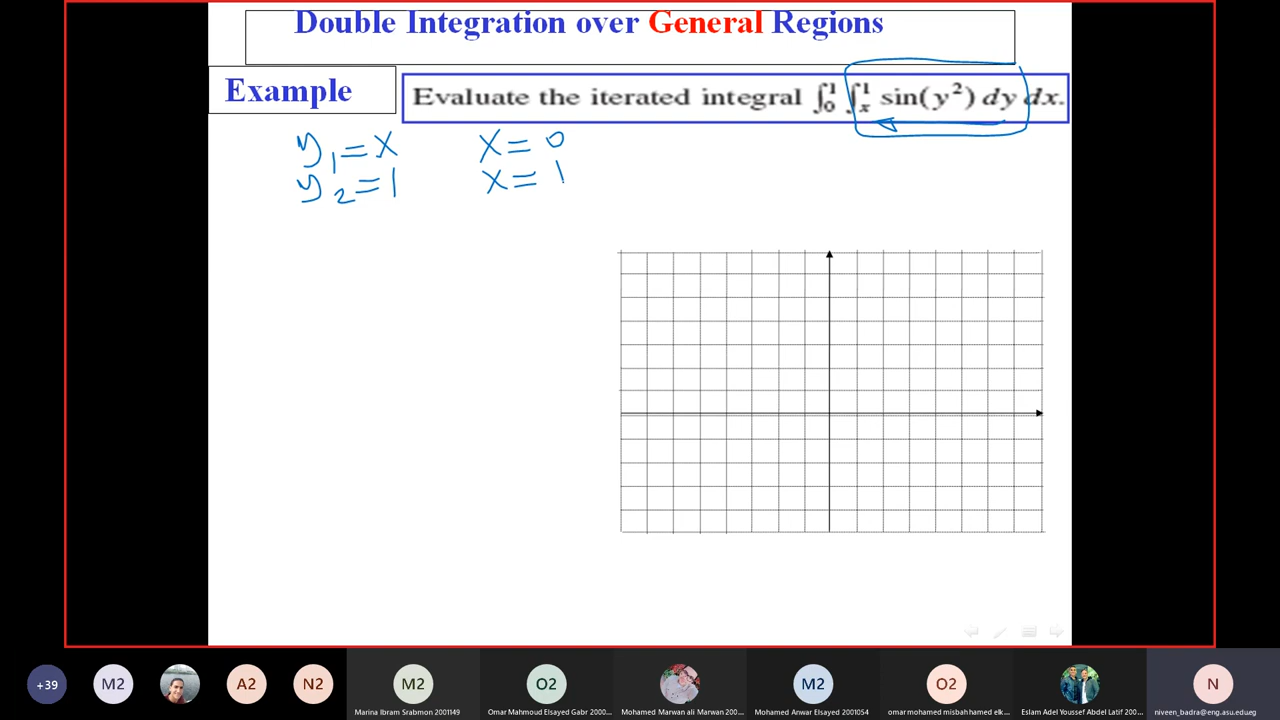 Double Integration over General Regions
Example
Evaluate the iterated integral ∫₀¹ ∫ₓ¹ sin(y²) dy dx.
y₁ = x x = 0
y₂ = 1 x = 1
+39
M2
A2
N2
M2
Marina Ibram Srabmon 2001149
O2
Omar Mahmoud Elsayed Gabr 2000...
Mohamed Marwan ali Marwan 200...
M2
Mohamed Anwar Elsayed 2001054
O2
omar mohamed misbah hamed elk...
Eslam Adel Youssef Abdel Latif 200...
N
niveen_badra@eng.asu.edueg